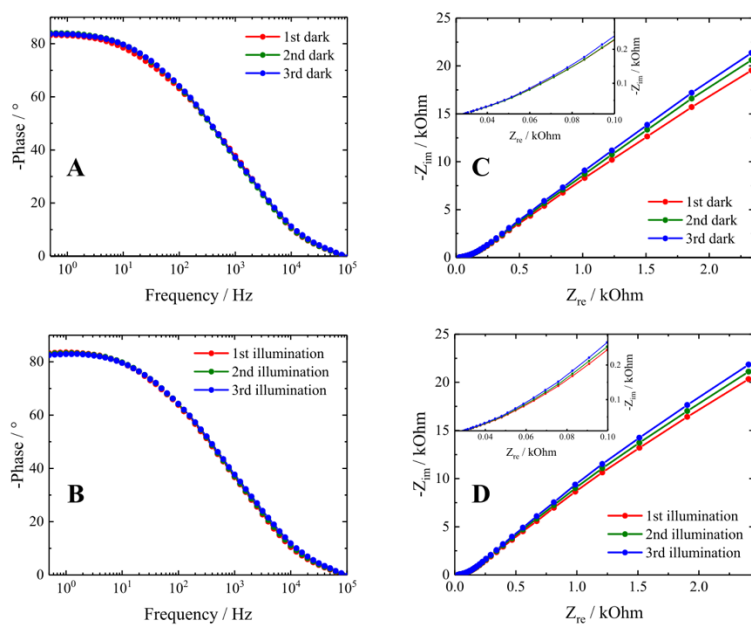 80
60
40
20
0
-Phase / °
1st dark
2nd dark
3rd dark
A
10⁰
10¹
10²
10³
10⁴
10⁵
Frequency / Hz
25
20
15
10
5
0
-Z_im / kOhm
0.04
0.06
0.08
0.10
Z_re / kOhm
0.2
0.1
-Z_im / kOhm
C
1st dark
2nd dark
3rd dark
0.0
0.5
1.0
1.5
2.0
Z_re / kOhm
80
60
40
20
0
-Phase / °
1st illumination
2nd illumination
3rd illumination
B
10⁰
10¹
10²
10³
10⁴
10⁵
Frequency / Hz
25
20
15
10
5
0
-Z_im / kOhm
0.04
0.06
0.08
0.10
Z_re / kOhm
0.2
0.1
-Z_im / kOhm
D
1st illumination
2nd illumination
3rd illumination
0.0
0.5
1.0
1.5
2.0
Z_re / kOhm